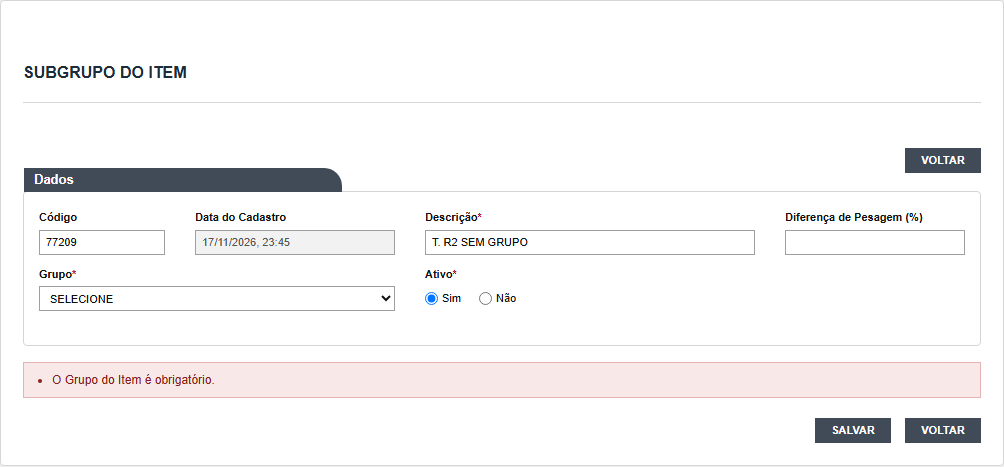 SUBGRUPO DO ITEM
VOLTAR
Dados
Código Data do Cadastro Descrição* Diferença de Pesagem (%)
77209 17/11/2026, 23:45 T. R2 SEM GRUPO
Grupo* Ativo*
SELECIONE Sim Não
• O Grupo do Item é obrigatório.
SALVAR VOLTAR